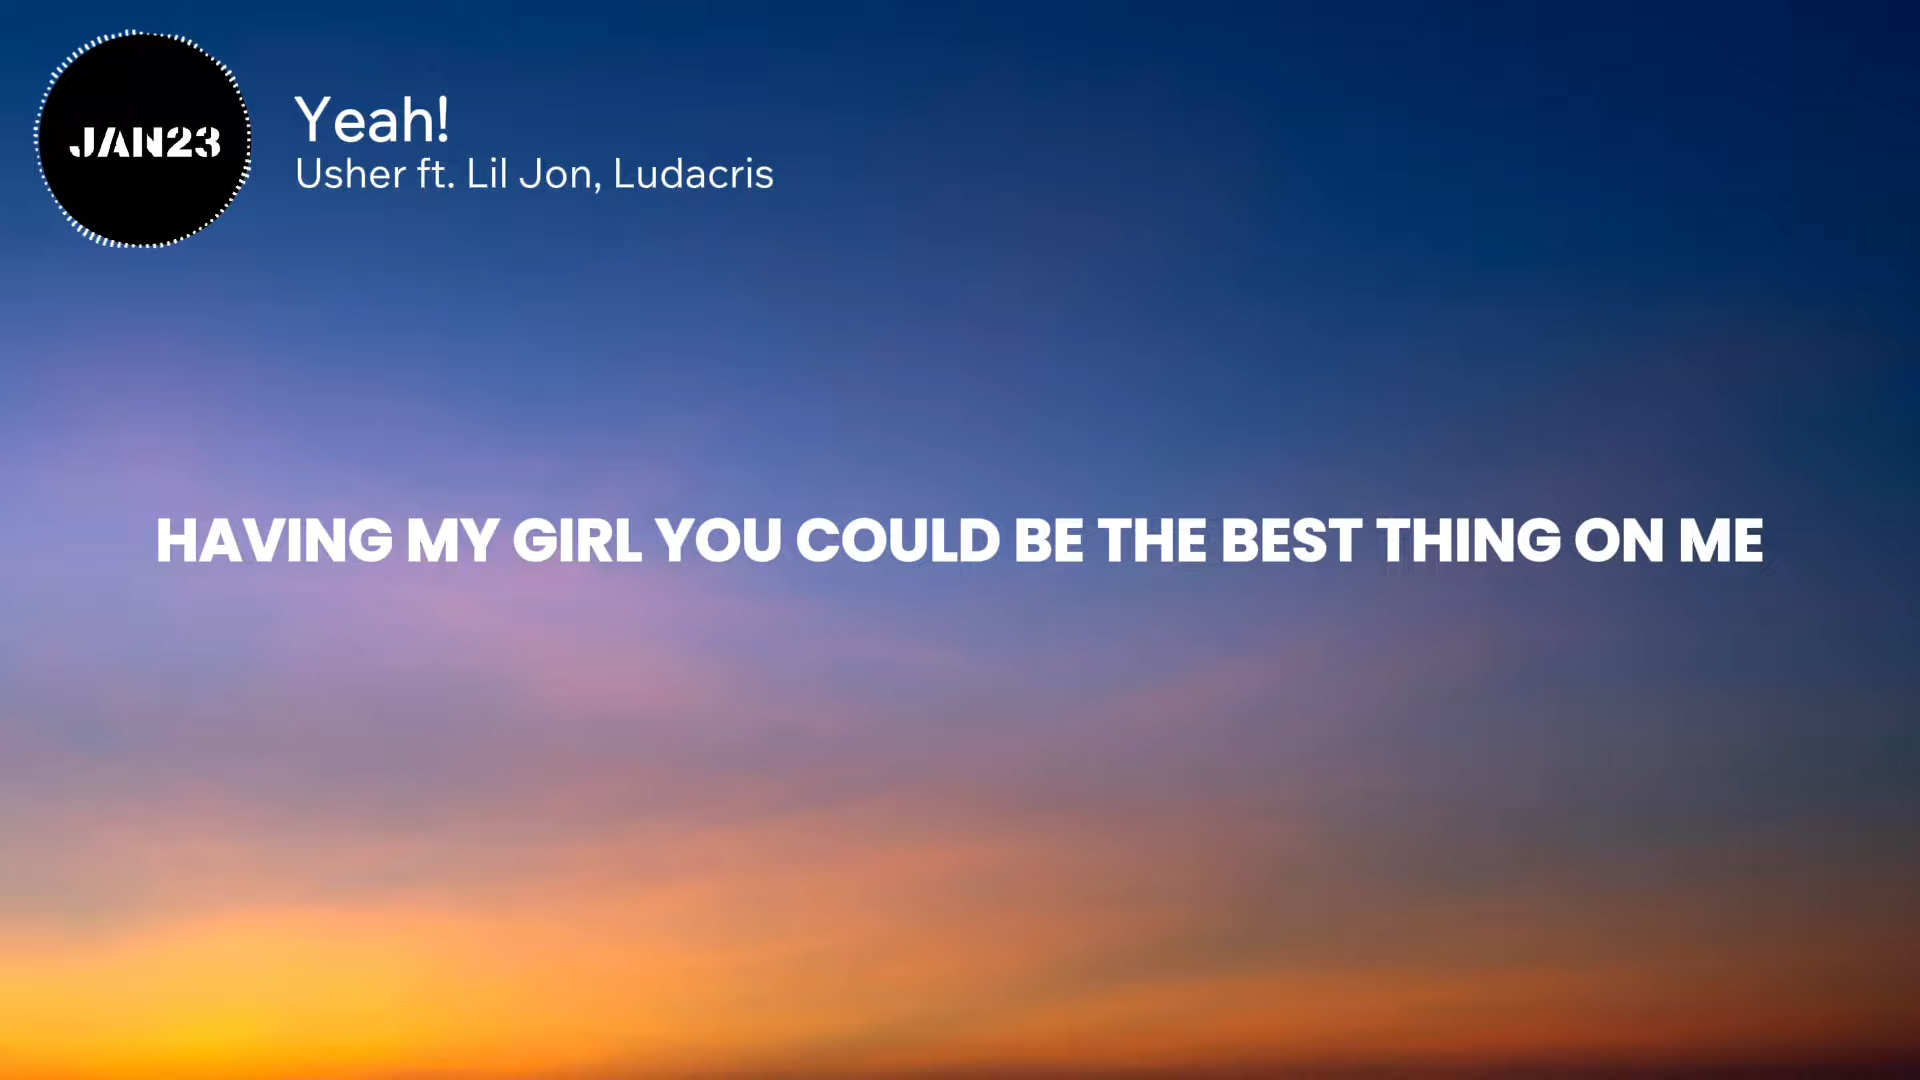 JAN23
Yeah!
Usher ft. Lil Jon, Ludacris
HAVING MY GIRL YOU COULD BE THE BEST THING ON ME